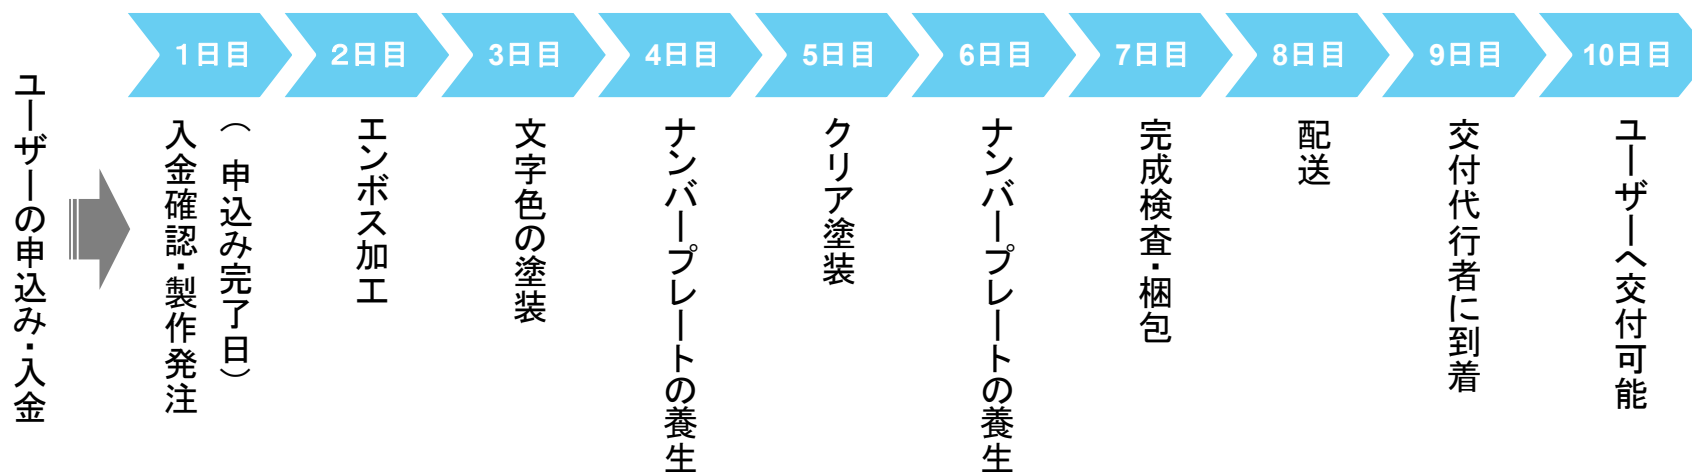 ユーザーの申込み・入金
1日目
入金確認・製作発注
（申込み完了日）
2日目
エンボス加工
3日目
文字色の塗装
4日目
ナンバープレートの養生
5日目
クリア塗装
6日目
ナンバープレートの養生
7日目
完成検査・梱包
8日目
配送
9日目
交付代行者に到着
10日目
ユーザーへ交付可能